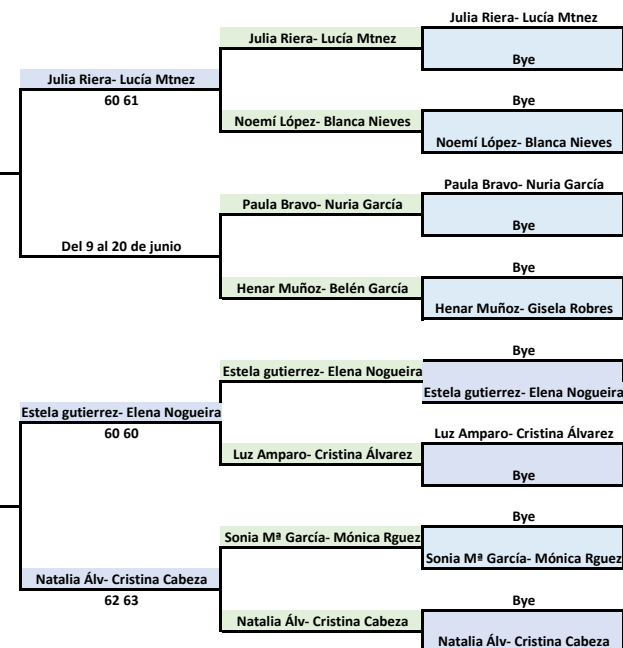 Julia Riera- Lucía Mtnez
Julia Riera- Lucía Mtnez
Bye
Julia Riera- Lucía Mtnez
60 61
Bye
Noemí López- Blanca Nieves
Noemí López- Blanca Nieves
Paula Bravo- Nuria García
Paula Bravo- Nuria García
Bye
Del 9 al 20 de junio
Bye
Henar Muñoz- Belén García
Henar Muñoz- Gisela Robres
Bye
Estela gutierrez- Elena Nogueira
Estela gutierrez- Elena Nogueira
Estela gutierrez- Elena Nogueira
60 60
Luz Amparo- Cristina Álvarez
Luz Amparo- Cristina Álvarez
Bye
Bye
Sonia Mª García- Mónica Rguez
Sonia Mª García- Mónica Rguez
Natalia Álv- Cristina Cabeza
62 63
Bye
Natalia Álv- Cristina Cabeza
Natalia Álv- Cristina Cabeza